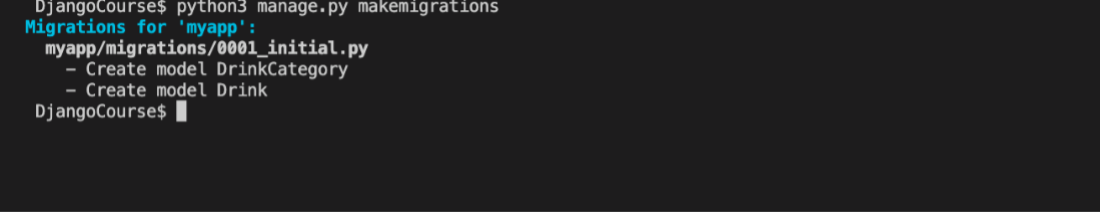 DjangoCourse$ python3 manage.py makemigrations
Migrations for 'myapp':
myapp/migrations/0001_initial.py
– Create model DrinkCategory
– Create model Drink
DjangoCourse$